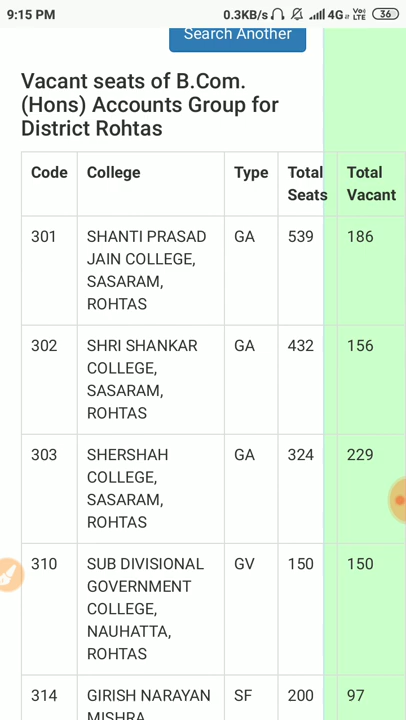 9:15 PM 0.3KB/s 4G Vo LTE 36
Search Another
Vacant seats of B.Com.
(Hons) Accounts Group for
District Rohtas
Code College Type Total Seats Total Vacant
301 SHANTI PRASAD GA 539 186
JAIN COLLEGE,
SASARAM,
ROHTAS
302 SHRI SHANKAR GA 432 156
COLLEGE,
SASARAM,
ROHTAS
303 SHERSHAH GA 324 229
COLLEGE,
SASARAM,
ROHTAS
310 SUB DIVISIONAL GV 150 150
GOVERNMENT
COLLEGE,
NAUHATTA,
ROHTAS
314 GIRISH NARAYAN SF 200 97
MISHRA